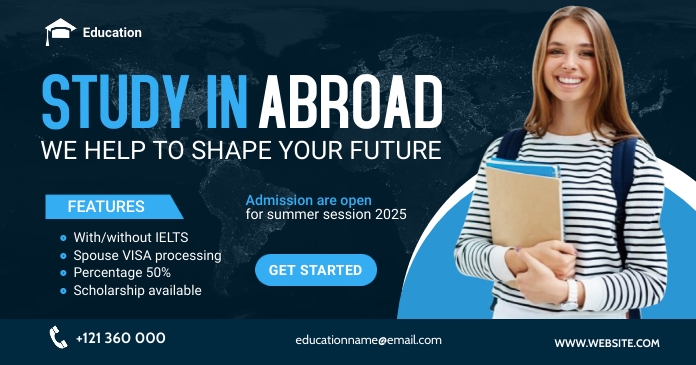 Education
STUDY IN ABROAD
WE HELP TO SHAPE YOUR FUTURE
FEATURES
With/without IELTS
Spouse VISA processing
Percentage 50%
Scholarship available
Admission are open
for summer session 2025
GET STARTED
+121 360 000
educationname@email.com
WWW.WEBSITE.COM